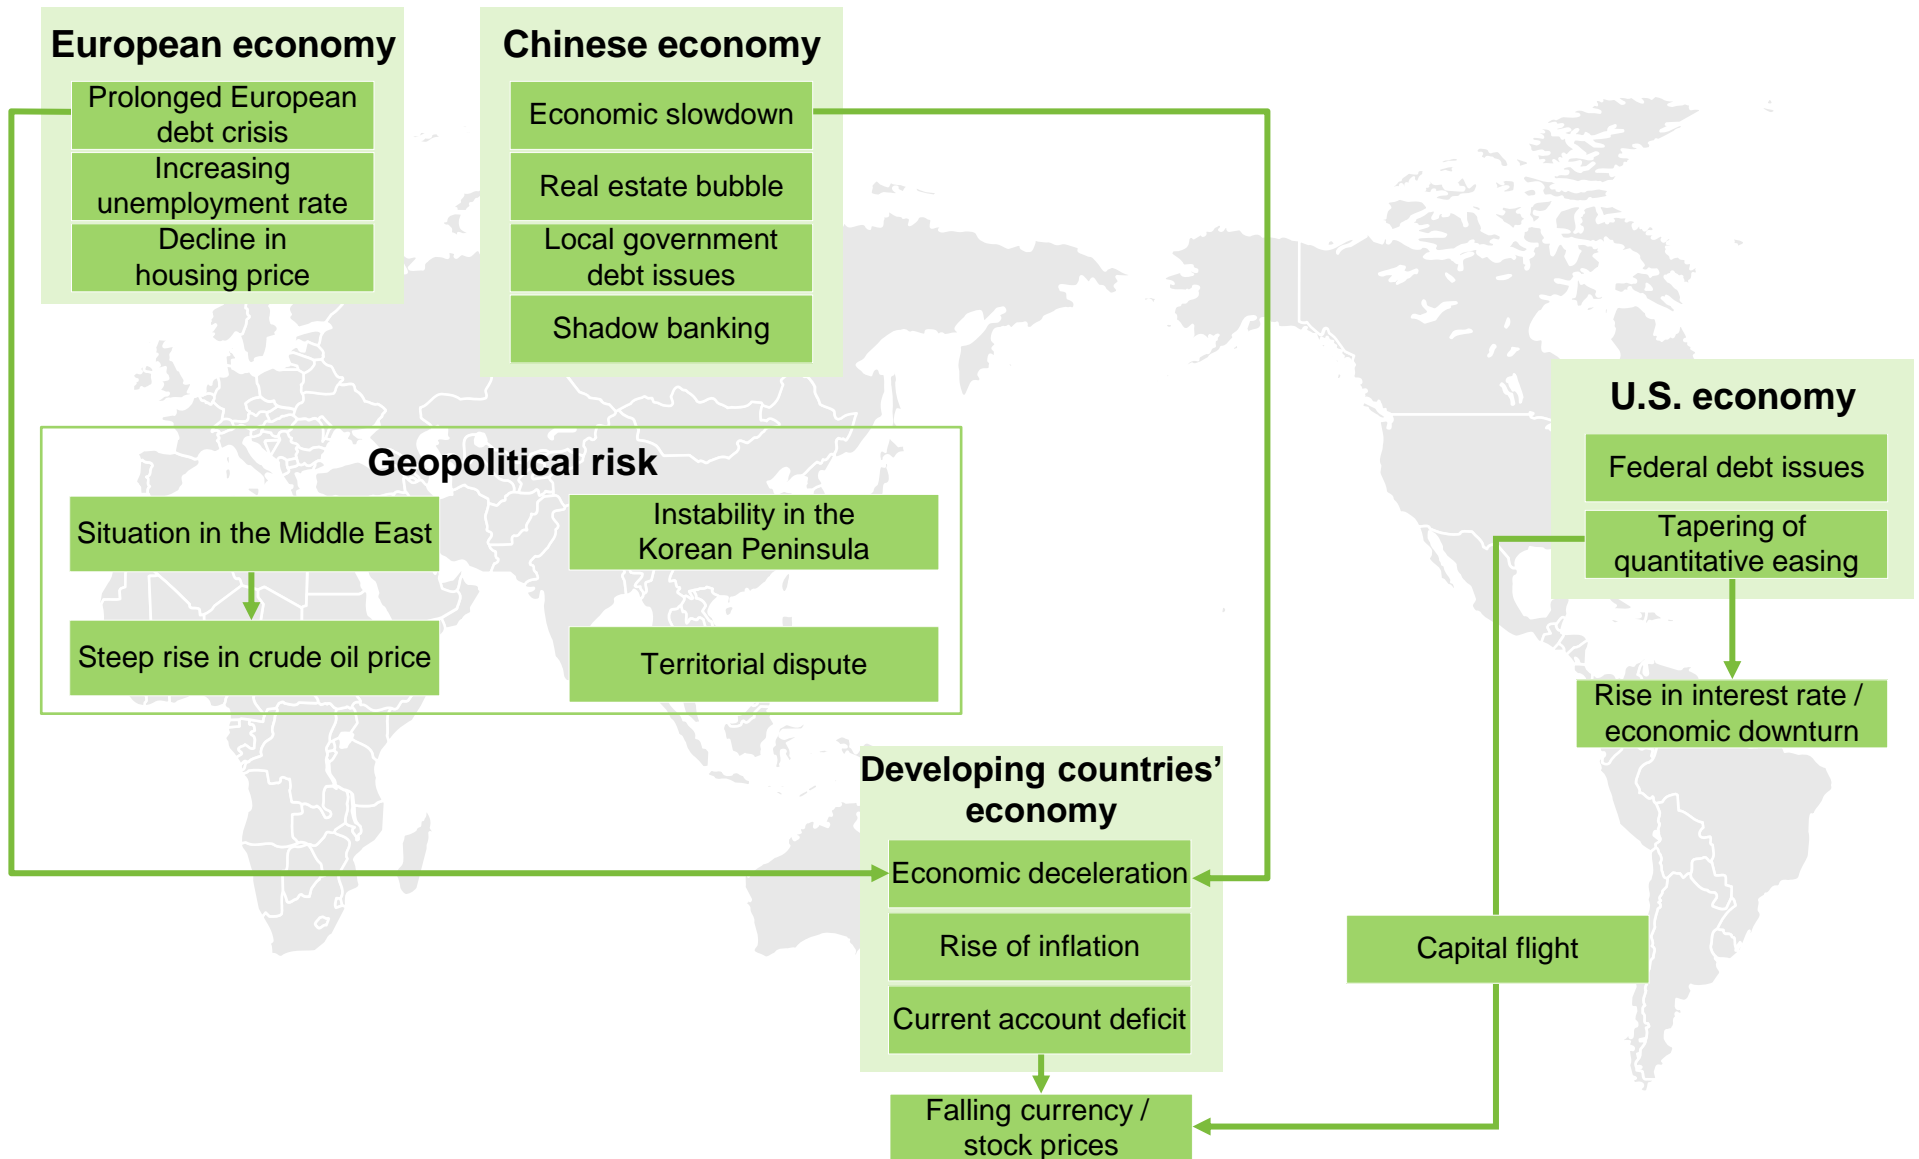 European economy
Prolonged European
debt crisis
Increasing
unemployment rate
Decline in
housing price
Chinese economy
Economic slowdown
Real estate bubble
Local government
debt issues
Shadow banking
U.S. economy
Federal debt issues
Tapering of
quantitative easing
Rise in interest rate /
economic downturn
Geopolitical risk
Situation in the Middle East
Steep rise in crude oil price
Instability in the
Korean Peninsula
Territorial dispute
Developing countries’
economy
Economic deceleration
Rise of inflation
Current account deficit
Falling currency /
stock prices
Capital flight